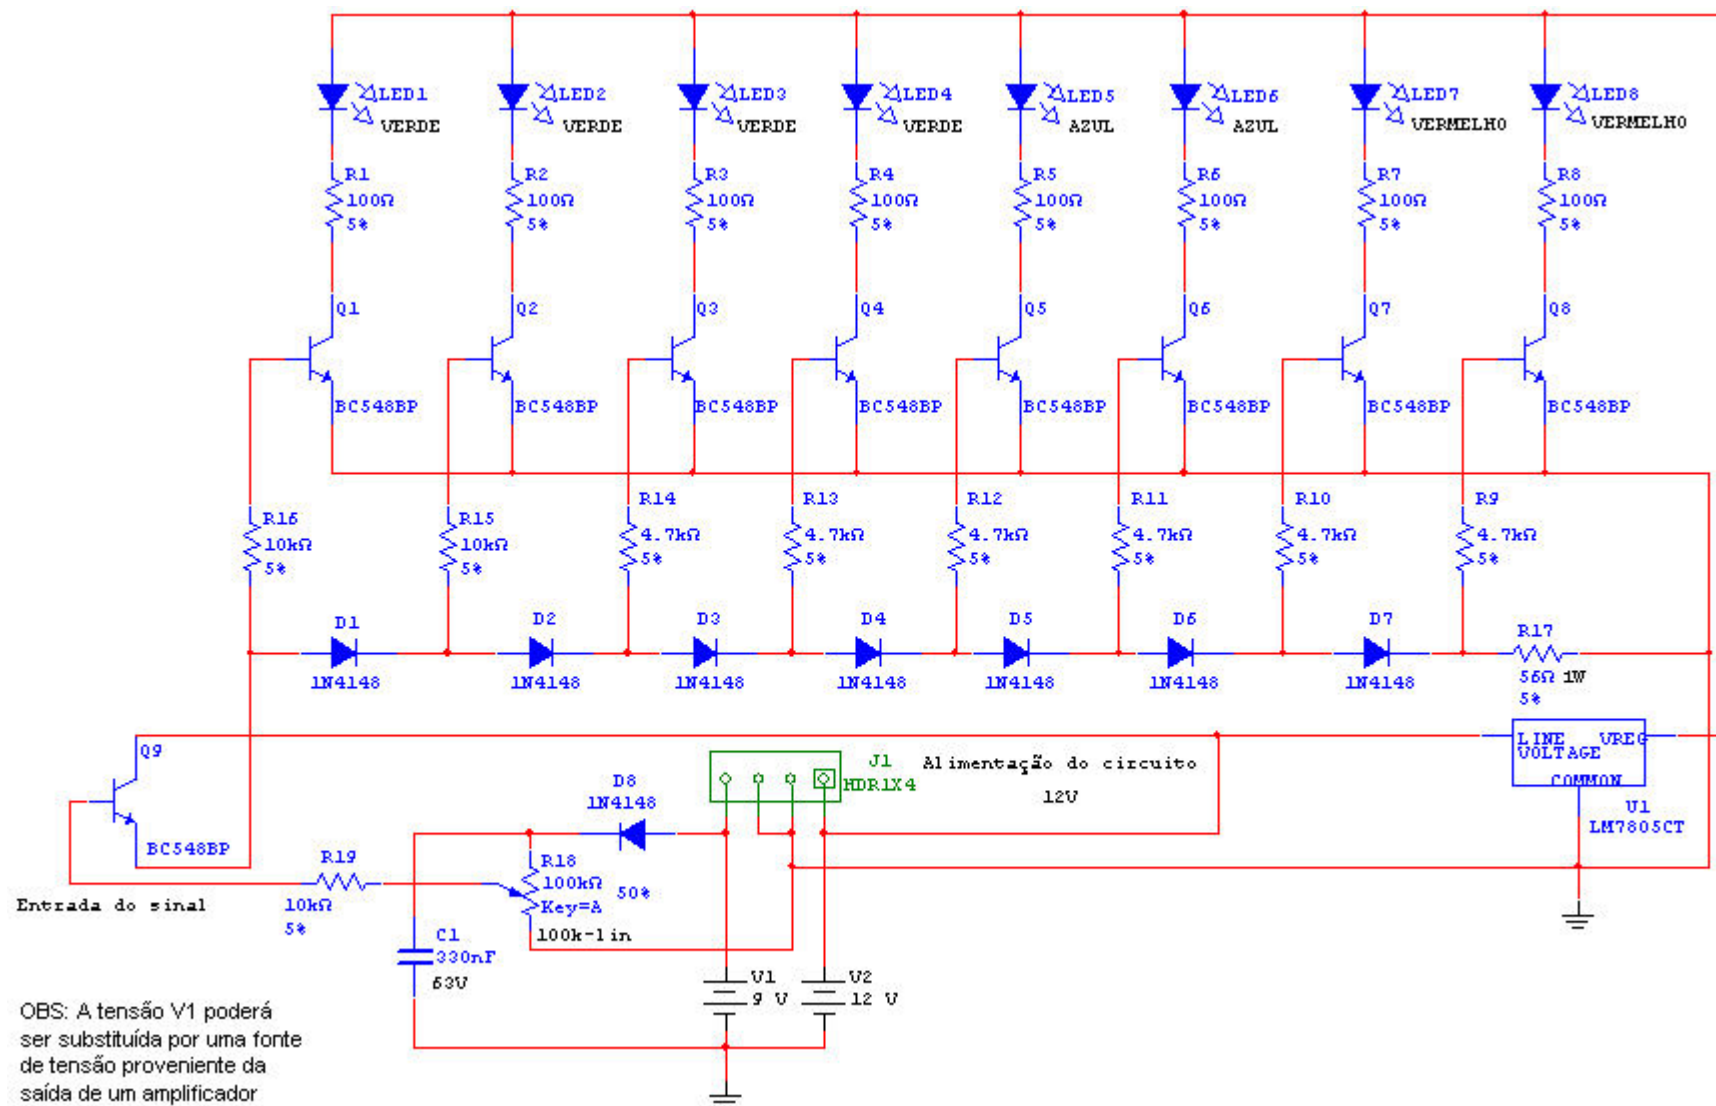 LED1 LED2 LED3 LED4 LED5 LED6 LED7 LED8
VERDE VERDE VERDE VERDE AZUL AZUL VERMELHO VERMELHO
R1 R2 R3 R4 R5 R6 R7 R8
100Ω 100Ω 100Ω 100Ω 100Ω 100Ω 100Ω 100Ω
5% 5% 5% 5% 5% 5% 5% 5%
Q1 Q2 Q3 Q4 Q5 Q6 Q7 Q8
BC548BP BC548BP BC548BP BC548BP BC548BP BC548BP BC548BP BC548BP
R16 R15 R14 R13 R12 R11 R10 R9
10kΩ 10kΩ 4.7kΩ 4.7kΩ 4.7kΩ 4.7kΩ 4.7kΩ 4.7kΩ
5% 5% 5% 5% 5% 5% 5% 5%
D1 D2 D3 D4 D5 D6 D7 R17
1N4148 1N4148 1N4148 1N4148 1N4148 1N4148 1N4148 56Ω 1W
5%
Q9
BC548BP
D8
1N4148
J1
HDR1X4
Alimentação do circuito
12V
LINE VREG
VOLTAGE
COMMON
U1
LM7805CT
R19
10kΩ
5%
R18
100kΩ
Key=A
50%
100k-lin
Entrada do sinal
C1
330nF
63V
V1
9 V
V2
12 V
OBS: A tensão V1 poderá
ser substituída por uma fonte
de tensão proveniente da
saída de um amplificador